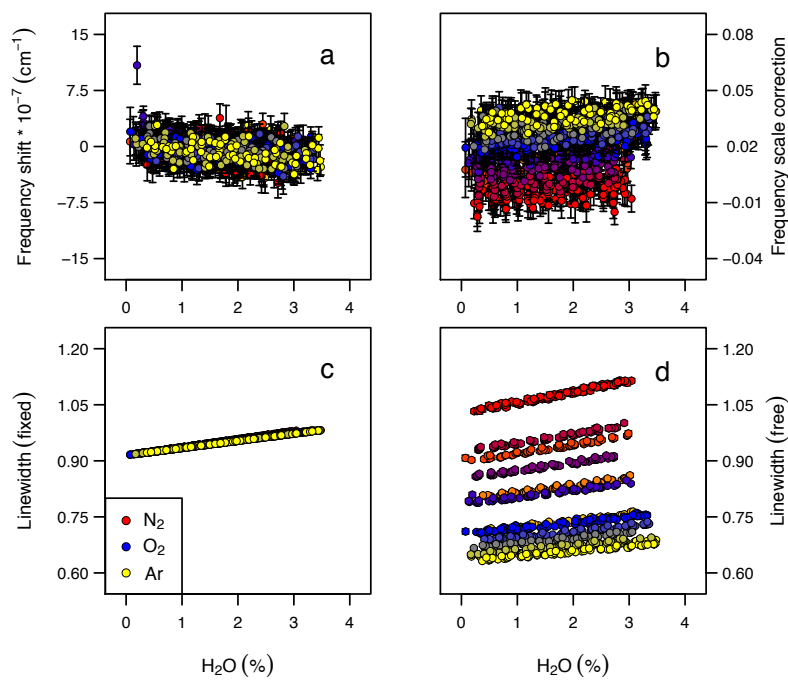 a
15
7.5
0
−7.5
−15
Frequency shift * 10⁻⁷ (cm⁻¹)
0 1 2 3 4
b
0.08
0.05
0.02
−0.01
−0.04
Frequency scale correction
0 1 2 3 4
c
1.20
1.05
0.90
0.75
0.60
Linewidth (fixed)
N₂
O₂
Ar
0 1 2 3 4
H₂O (%)
d
1.20
1.05
0.90
0.75
0.60
Linewidth (free)
0 1 2 3 4
H₂O (%)